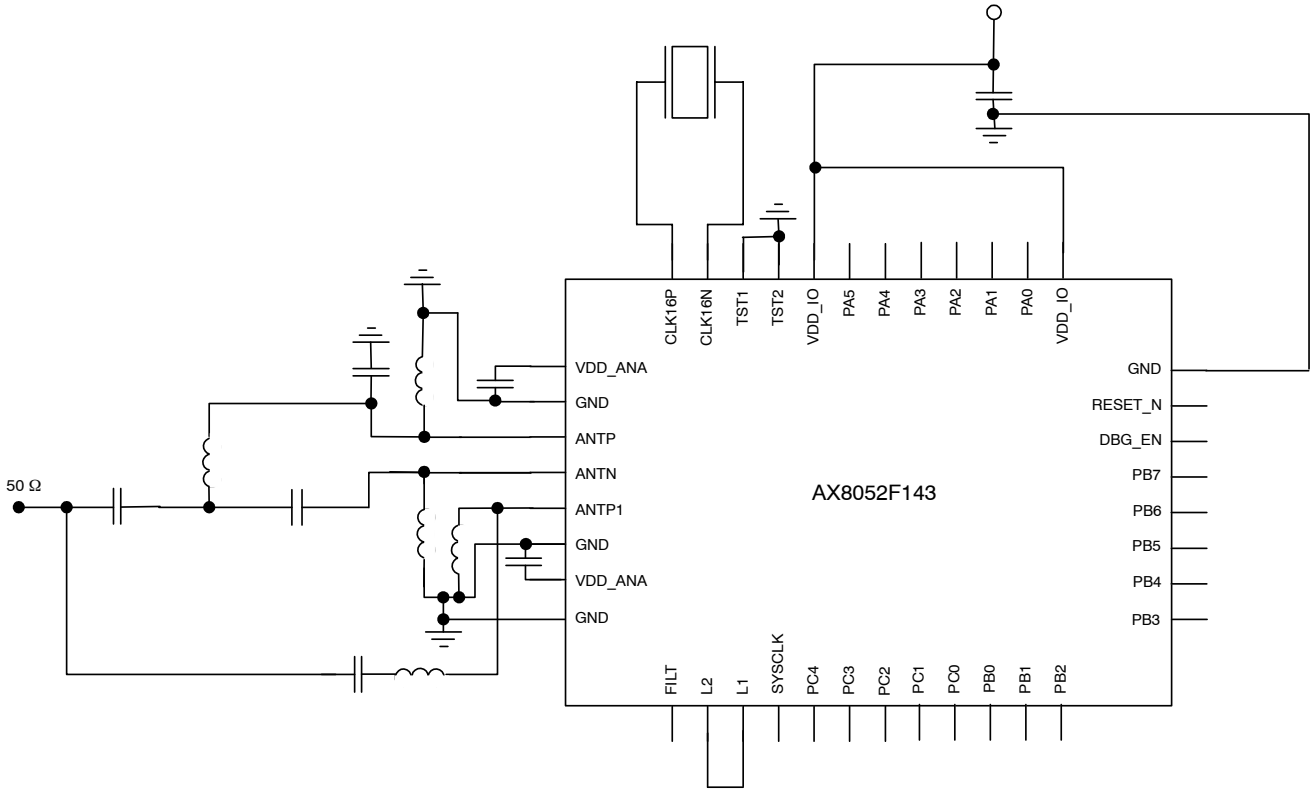 CLK16P
CLK16N
TST1
TST2
VDD_IO
PA5
PA4
PA3
PA2
PA1
PA0
VDD_IO
VDD_ANA
GND
ANTP
ANTN
ANTP1
GND
VDD_ANA
GND
50 Ω
AX8052F143
GND
RESET_N
DBG_EN
PB7
PB6
PB5
PB4
PB3
FILT
L2
L1
SYSCLK
PC4
PC3
PC2
PC1
PC0
PB0
PB1
PB2